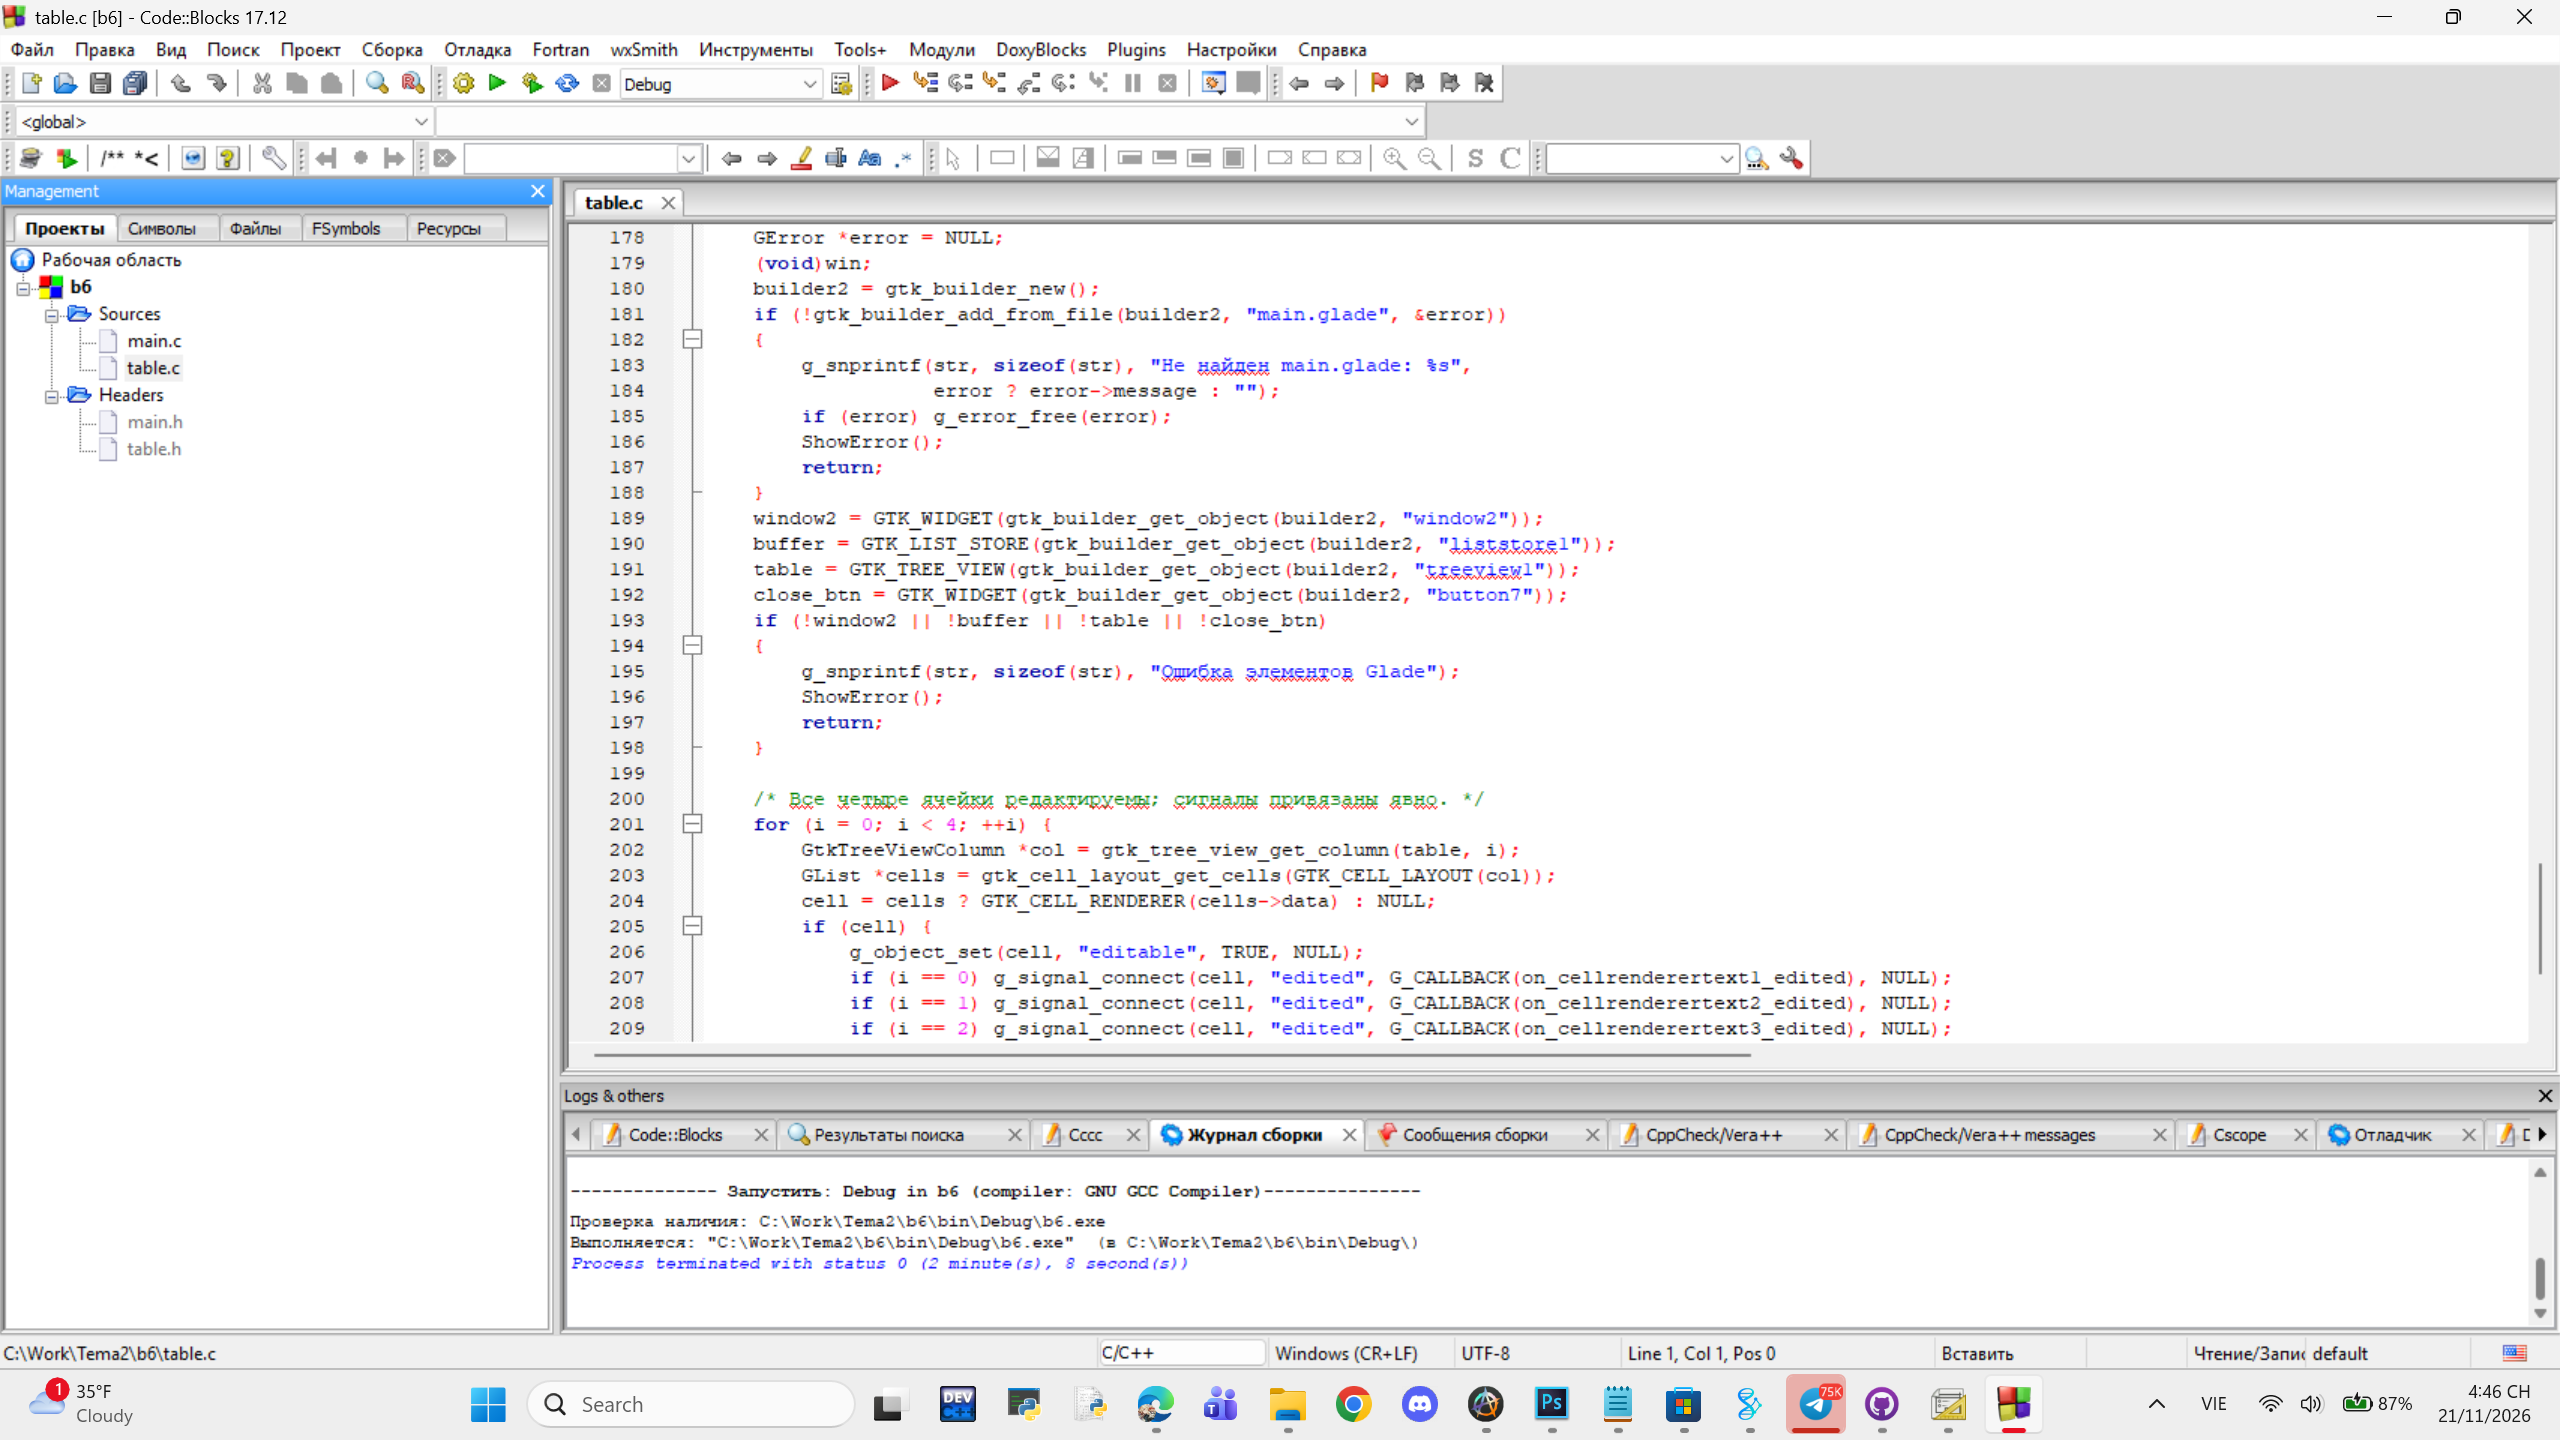 table.c [b6] - Code::Blocks 17.12
Файл Правка Вид Поиск Проект Сборка Отладка Fortran wxSmith Инструменты Tools+ Модули DoxyBlocks Plugins Настройки Справка
Debug
<global>
/** *<
Aa .* S C
Management
Проекты Символы Файлы FSymbols Ресурсы
Рабочая область
b6
Sources
main.c
table.c
Headers
main.h
table.h
table.c
178 GError *error = NULL;
179 (void)win;
180 builder2 = gtk_builder_new();
181 if (!gtk_builder_add_from_file(builder2, "main.glade", &error))
182 {
183 g_snprintf(str, sizeof(str), "Не найден main.glade: %s",
184 error ? error->message : "");
185 if (error) g_error_free(error);
186 ShowError();
187 return;
188 }
189 window2 = GTK_WIDGET(gtk_builder_get_object(builder2, "window2"));
190 buffer = GTK_LIST_STORE(gtk_builder_get_object(builder2, "liststore1"));
191 table = GTK_TREE_VIEW(gtk_builder_get_object(builder2, "treeview1"));
192 close_btn = GTK_WIDGET(gtk_builder_get_object(builder2, "button7"));
193 if (!window2 || !buffer || !table || !close_btn)
194 {
195 g_snprintf(str, sizeof(str), "Ошибка элементов Glade");
196 ShowError();
197 return;
198 }
199
200 /* Все четыре ячейки редактируемы; сигналы привязаны явно. */
201 for (i = 0; i < 4; ++i) {
202 GtkTreeViewColumn *col = gtk_tree_view_get_column(table, i);
203 GList *cells = gtk_cell_layout_get_cells(GTK_CELL_LAYOUT(col));
204 cell = cells ? GTK_CELL_RENDERER(cells->data) : NULL;
205 if (cell) {
206 g_object_set(cell, "editable", TRUE, NULL);
207 if (i == 0) g_signal_connect(cell, "edited", G_CALLBACK(on_cellrenderertext1_edited), NULL);
208 if (i == 1) g_signal_connect(cell, "edited", G_CALLBACK(on_cellrenderertext2_edited), NULL);
209 if (i == 2) g_signal_connect(cell, "edited", G_CALLBACK(on_cellrenderertext3_edited), NULL);
Logs & others
Code::Blocks Результаты поиска Cccc Журнал сборки Сообщения сборки CppCheck/Vera++ CppCheck/Vera++ messages Cscope Отладчик
-------------- Запустить: Debug in b6 (compiler: GNU GCC Compiler)---------------
Проверка наличия: C:\Work\Tema2\b6\bin\Debug\b6.exe
Выполняется: "C:\Work\Tema2\b6\bin\Debug\b6.exe" (в C:\Work\Tema2\b6\bin\Debug\)
Process terminated with status 0 (2 minute(s), 8 second(s))
C:\Work\Tema2\b6\table.c C/C++ Windows (CR+LF) UTF-8 Line 1, Col 1, Pos 0 Вставить Чтение/Запис default
1 35°F
Cloudy
Search
DEV C++
Ps
75K
VIE
87%
4:46 CH
21/11/2026